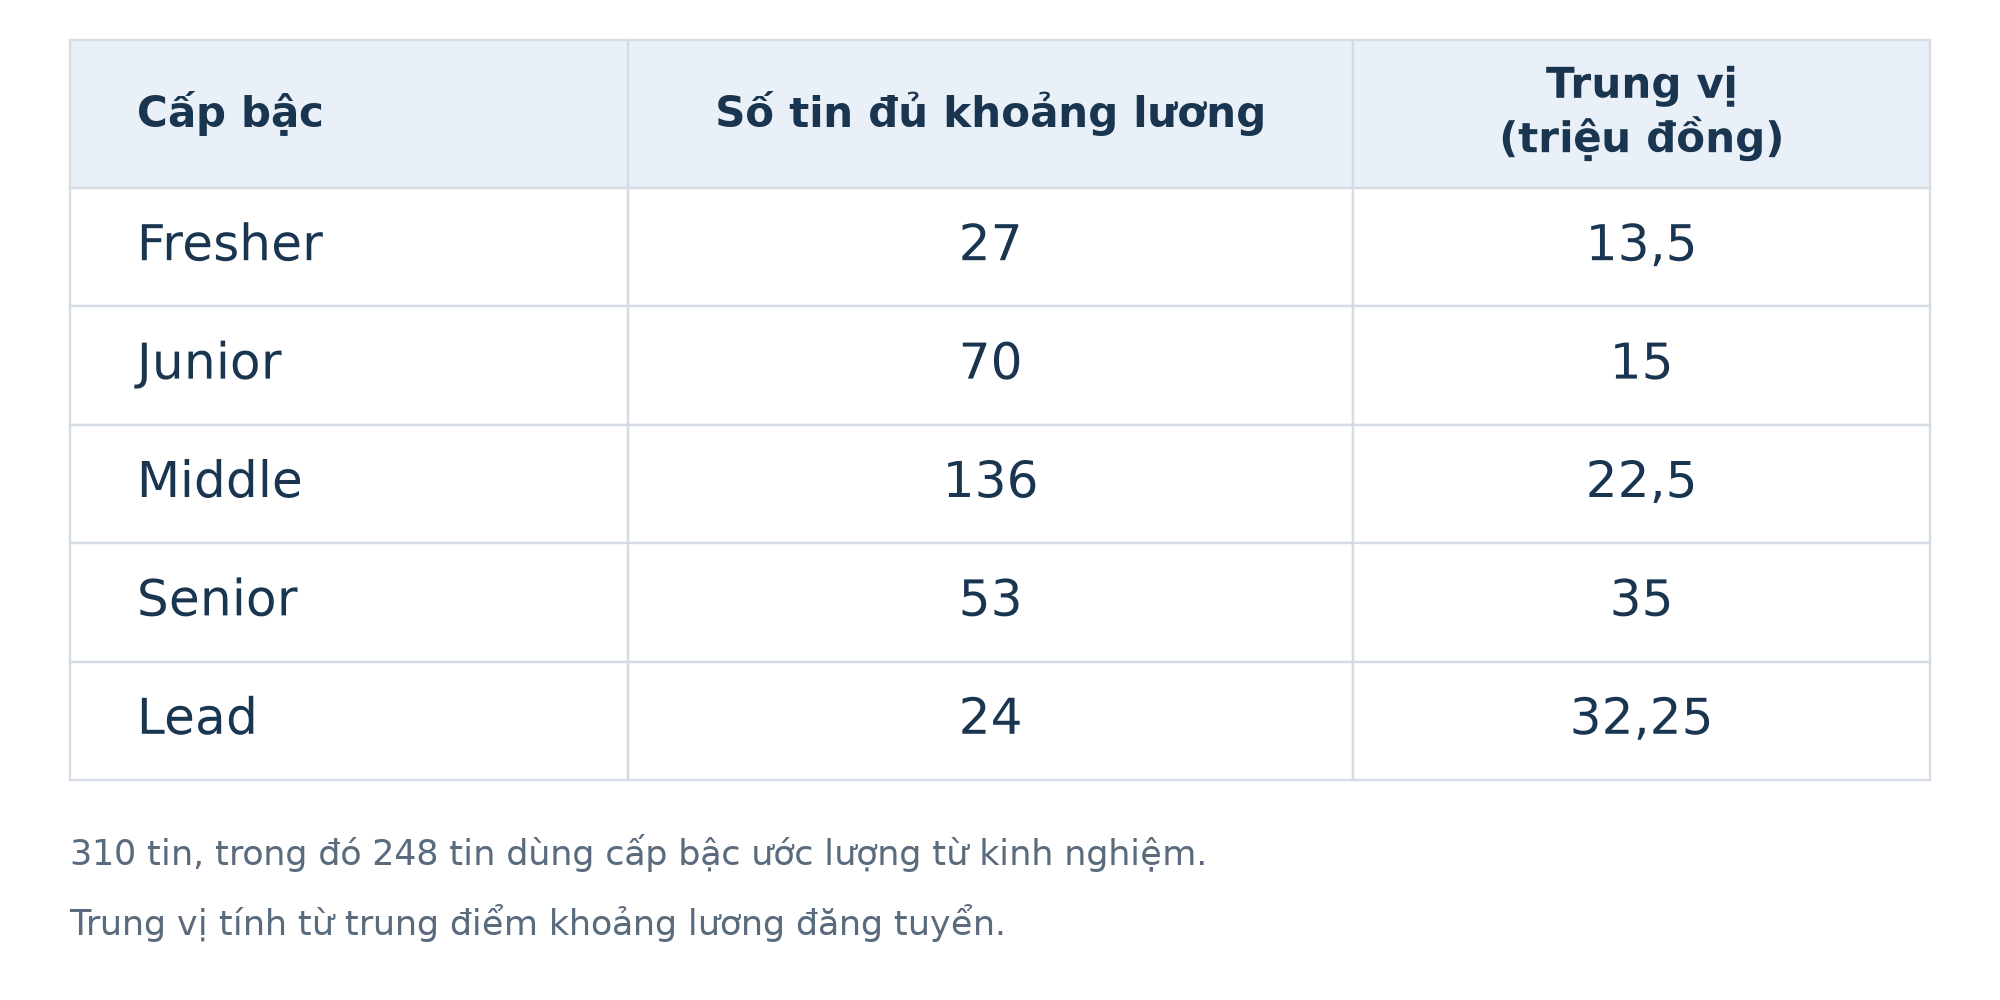 Cấp bậc Số tin đủ khoảng lương Trung vị
(triệu đồng)
Fresher 27 13,5
Junior 70 15
Middle 136 22,5
Senior 53 35
Lead 24 32,25
310 tin, trong đó 248 tin dùng cấp bậc ước lượng từ kinh nghiệm.
Trung vị tính từ trung điểm khoảng lương đăng tuyển.